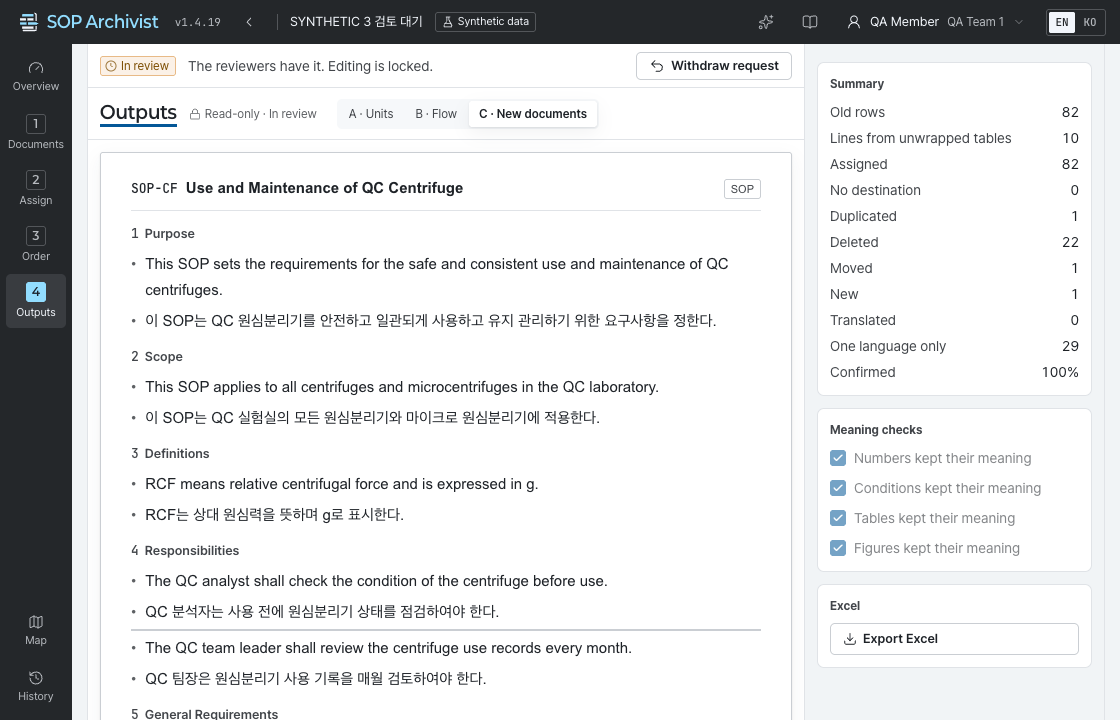 SOP Archivist v1.4.19 SYNTHETIC 3 검토 대기 Synthetic data QA Member QA Team 1 EN KO
Overview
1
Documents
2
Assign
3
Order
4
Outputs
Map
History
In review The reviewers have it. Editing is locked. Withdraw request
Outputs Read-only · In review A · Units B · Flow C · New documents
SOP-CF Use and Maintenance of QC Centrifuge SOP
1 Purpose
• This SOP sets the requirements for the safe and consistent use and maintenance of QC
centrifuges.
• 이 SOP는 QC 원심분리기를 안전하고 일관되게 사용하고 유지 관리하기 위한 요구사항을 정한다.
2 Scope
• This SOP applies to all centrifuges and microcentrifuges in the QC laboratory.
• 이 SOP는 QC 실험실의 모든 원심분리기와 마이크로 원심분리기에 적용한다.
3 Definitions
• RCF means relative centrifugal force and is expressed in g.
• RCF는 상대 원심력을 뜻하며 g로 표시한다.
4 Responsibilities
• The QC analyst shall check the condition of the centrifuge before use.
• QC 분석자는 사용 전에 원심분리기 상태를 점검하여야 한다.
• The QC team leader shall review the centrifuge use records every month.
• QC 팀장은 원심분리기 사용 기록을 매월 검토하여야 한다.
5 General Requirements
Summary
Old rows 82
Lines from unwrapped tables 10
Assigned 82
No destination 0
Duplicated 1
Deleted 22
Moved 1
New 1
Translated 0
One language only 29
Confirmed 100%
Meaning checks
Numbers kept their meaning
Conditions kept their meaning
Tables kept their meaning
Figures kept their meaning
Excel
Export Excel